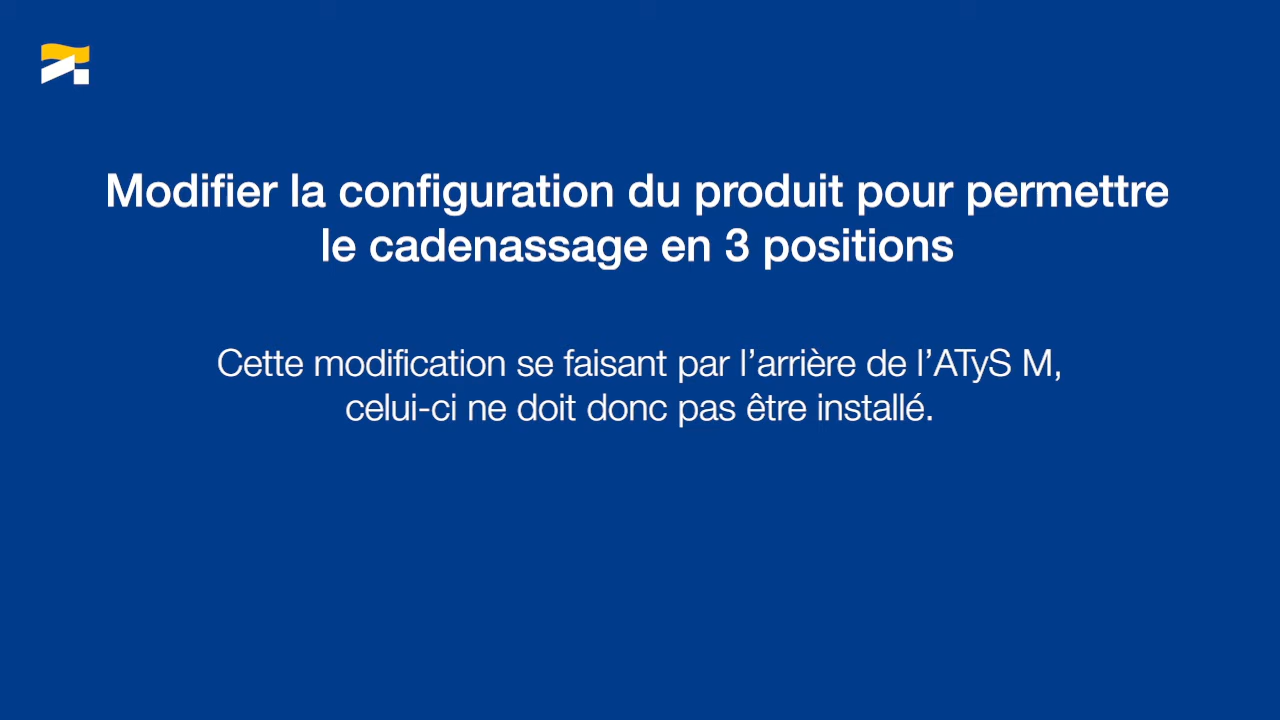 Modifier la configuration du produit pour permettre
le cadenassage en 3 positions
Cette modification se faisant par l’arrière de l’ATyS M,
celui-ci ne doit donc pas être installé.